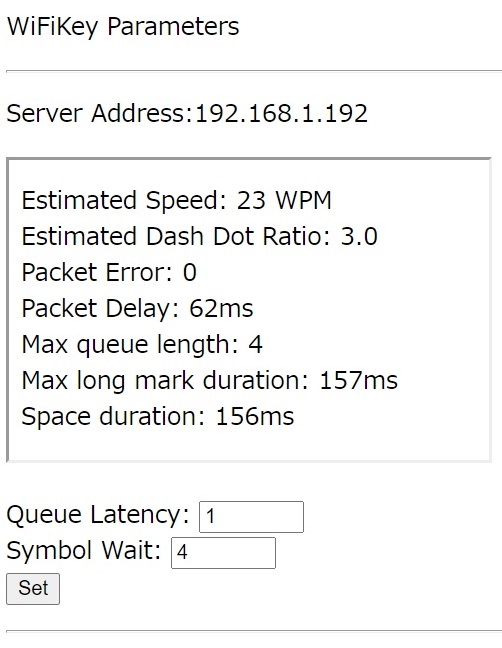 WiFiKey Parameters
Server Address:192.168.1.192
Estimated Speed: 23 WPM
Estimated Dash Dot Ratio: 3.0
Packet Error: 0
Packet Delay: 62ms
Max queue length: 4
Max long mark duration: 157ms
Space duration: 156ms
Queue Latency: 1
Symbol Wait: 4
Set